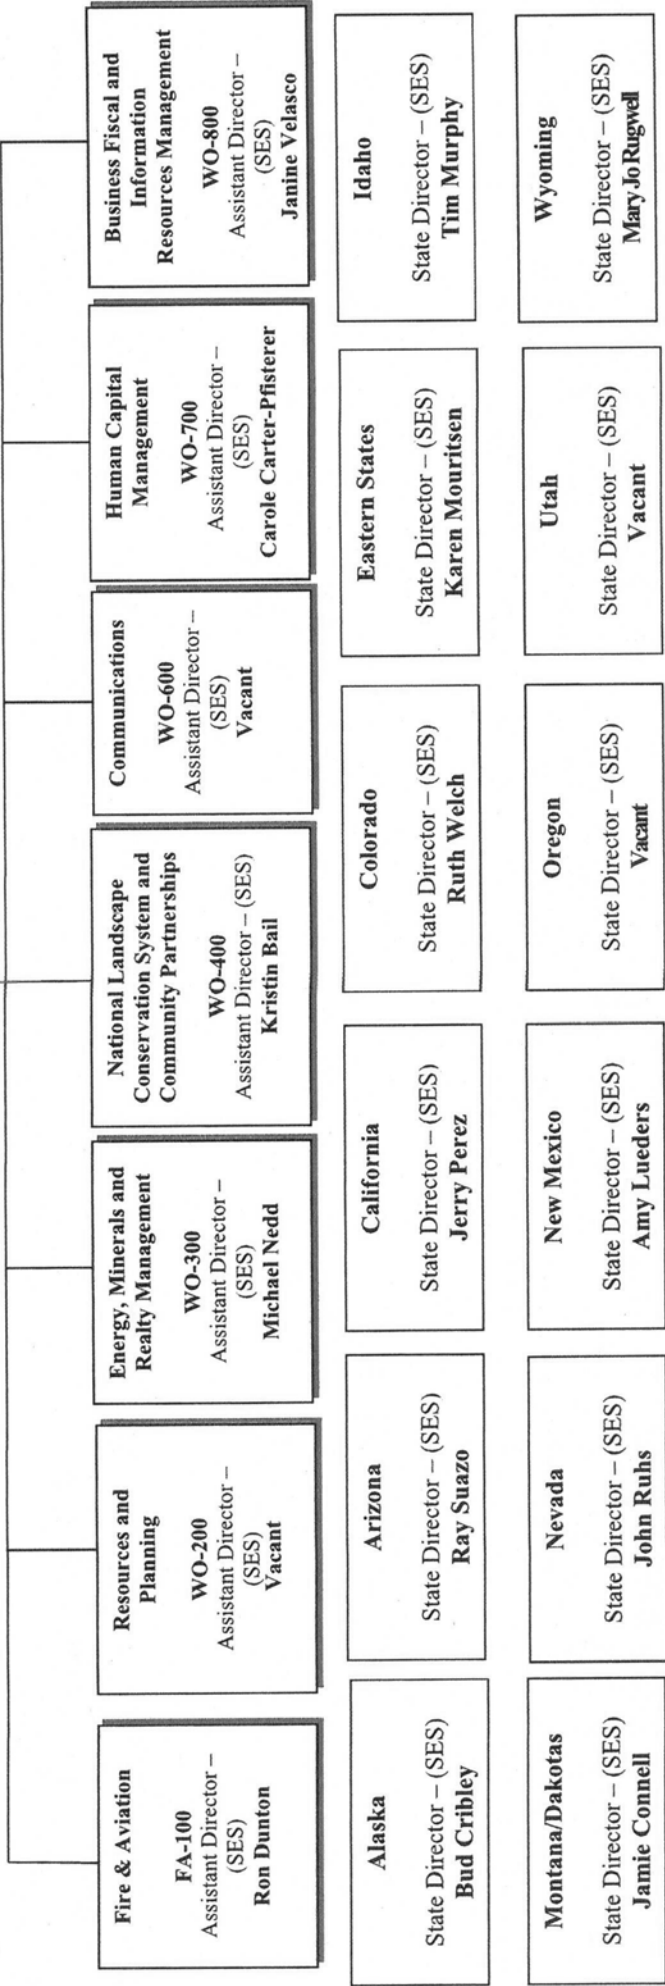 Fire & Aviation
FA-100
Assistant Director –
(SES)
Ron Dunton
Resources and
Planning
WO-200
Assistant Director –
(SES)
Vacant
Energy, Minerals and
Realty Management
WO-300
Assistant Director –
(SES)
Michael Nedd
National Landscape
Conservation System and
Community Partnerships
WO-400
Assistant Director – (SES)
Kristin Bail
Communications
WO-600
Assistant Director –
(SES)
Vacant
Human Capital
Management
WO-700
Assistant Director –
(SES)
Carole Carter-Pfisterer
Business Fiscal and
Information
Resources Management
WO-800
Assistant Director –
(SES)
Janine Velasco
Alaska
State Director – (SES)
Bud Cribley
Arizona
State Director – (SES)
Ray Suazo
California
State Director – (SES)
Jerry Perez
Colorado
State Director – (SES)
Ruth Welch
Eastern States
State Director – (SES)
Karen Mouritsen
Idaho
State Director – (SES)
Tim Murphy
Montana/Dakotas
State Director – (SES)
Jamie Connell
Nevada
State Director – (SES)
John Ruhs
New Mexico
State Director – (SES)
Amy Lueders
Oregon
State Director – (SES)
Vacant
Utah
State Director – (SES)
Vacant
Wyoming
State Director – (SES)
Mary Jo Rugwell